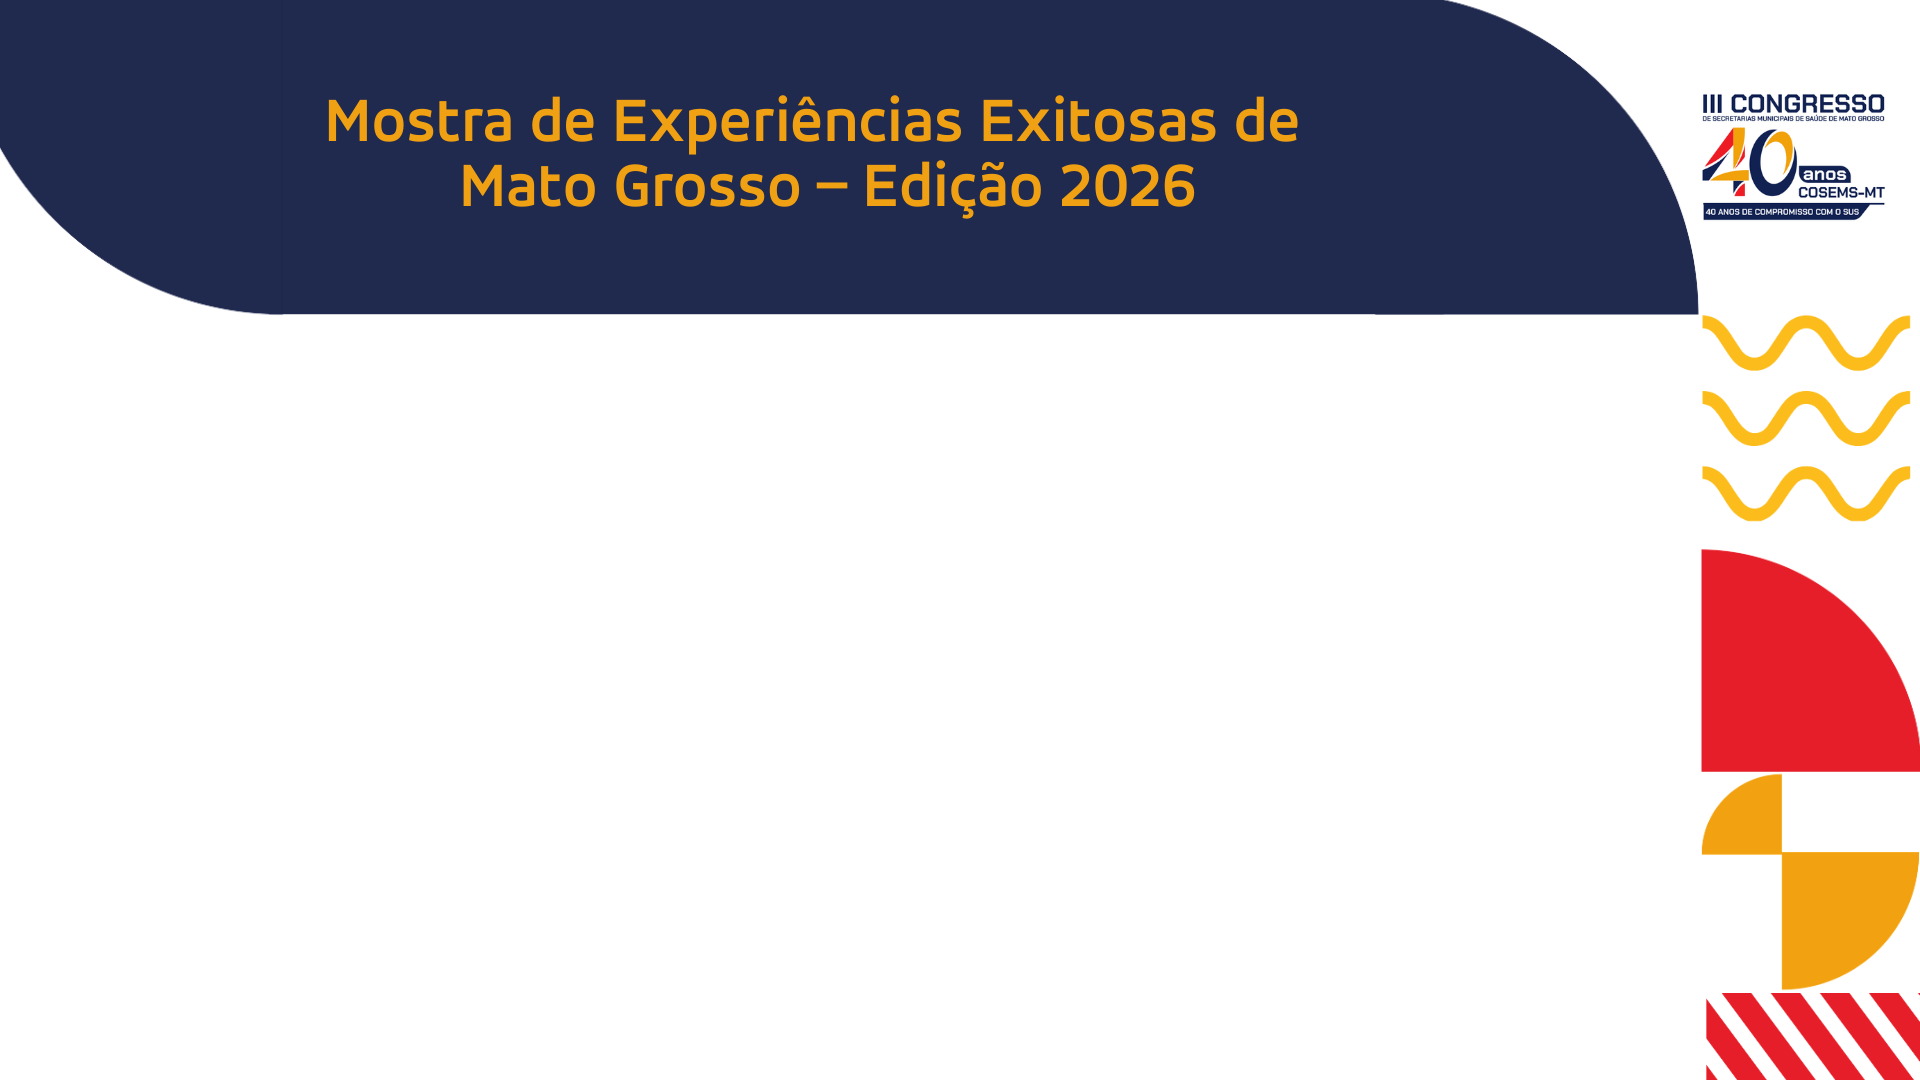 Mostra de Experiências Exitosas de
Mato Grosso – Edição 2026
III CONGRESSO
DE SECRETARIAS MUNICIPAIS DE SAÚDE DE MATO GROSSO
40 anos
COSEMS-MT
40 ANOS DE COMPROMISSO COM O SUS